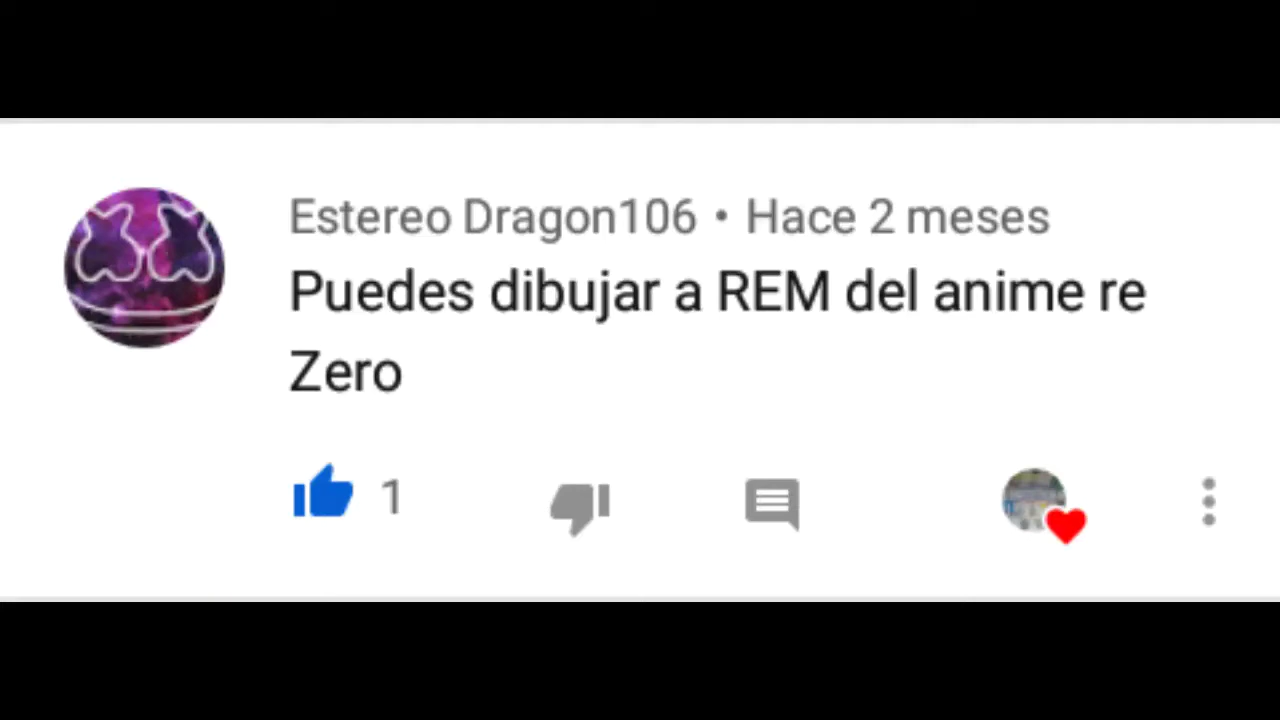 Estereo Dragon106 • Hace 2 meses
Puedes dibujar a REM del anime re
Zero
1